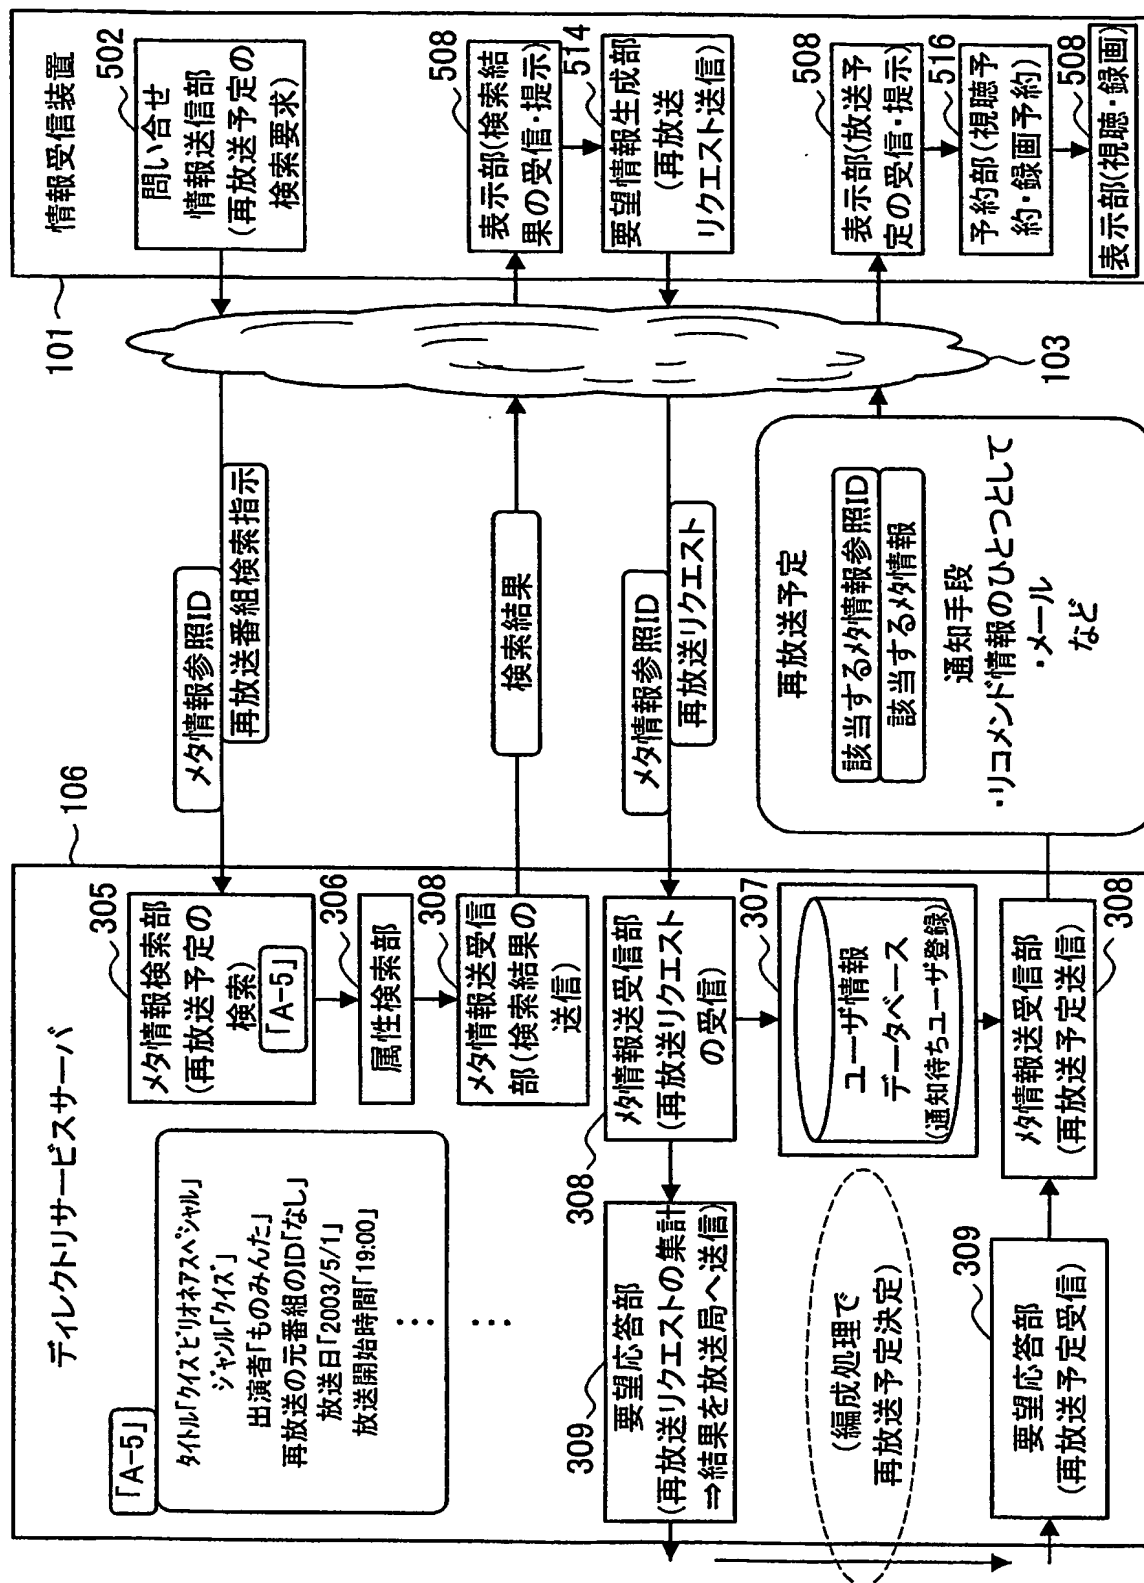 ディレクトリサービスサーバ
106
「A-5」
タイトル「クイズビリオネアスペシャル」
ジャンル「クイズ」
出演者「ものみんた」
再放送の元番組のID「なし」
放送日「2003/5/1」
放送開始時間「19:00」
⋮
⋮
305
メタ情報検索部
(再放送予定の
検索)
「A-5」
306
属性検索部
308
メタ情報送受信
部(検索結果の
送信)
308
メタ情報送受信部
(再放送リクエスト
の受信)
309
要望応答部
(再放送リクエストの集計
⇒結果を放送局へ送信)
307
ユーザ情報
データベース
(通知待ちユーザ登録)
(編成処理で
再放送予定決定)
309
要望応答部
(再放送予定受信)
メタ情報送受信部
(再放送予定送信)
308
メタ情報参照ID
再放送番組検索指示
検索結果
メタ情報参照ID
再放送リクエスト
再放送予定
該当するメタ情報参照ID
該当するメタ情報
通知手段
・リコメンド情報のひとつとして
・メール
など
103
101
情報受信装置
502
問い合せ
情報送信部
(再放送予定の
検索要求)
508
表示部(検索結
果の受信・提示)
514
要望情報生成部
(再放送
リクエスト送信)
508
表示部(放送予
定の受信・提示)
516
予約部(視聴予
約・録画予約)
508
表示部(視聴・録画)